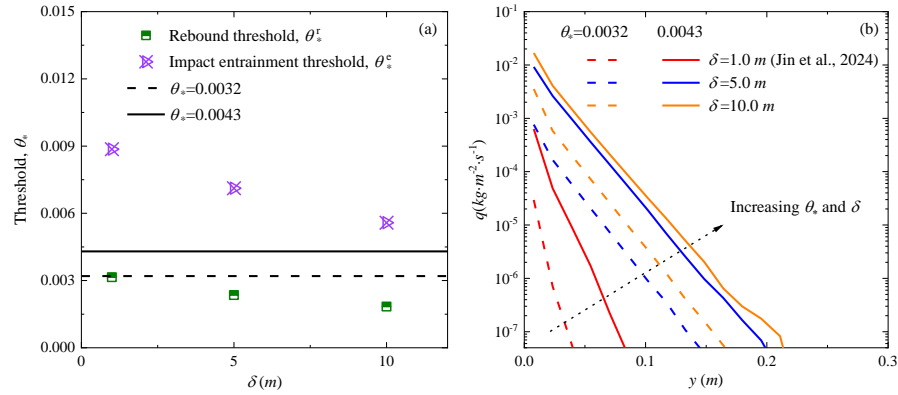 (a)
Rebound threshold, θ*^r
Impact entrainment threshold, θ*^e
θ*=0.0032
θ*=0.0043
Threshold, θ*
0.015
0.012
0.009
0.006
0.003
0.000
0
5
10
δ (m)
(b)
θ*=0.0032 0.0043
δ=1.0 m (Jin et al., 2024)
δ=5.0 m
δ=10.0 m
Increasing θ* and δ
q(kg·m^-2·s^-1)
10^-1
10^-2
10^-3
10^-4
10^-5
10^-6
10^-7
0.0
0.1
0.2
0.3
y (m)